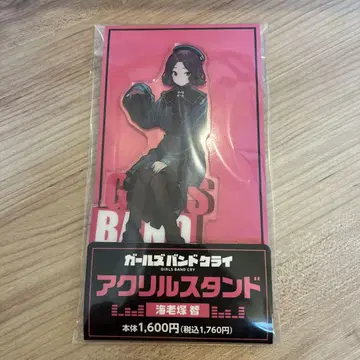 GIRLS
BAND
ガールズバンドクライ
GIRLS BAND CRY
アクリルスタンド
海老塚 智
本体1,600円(税込1,760円)